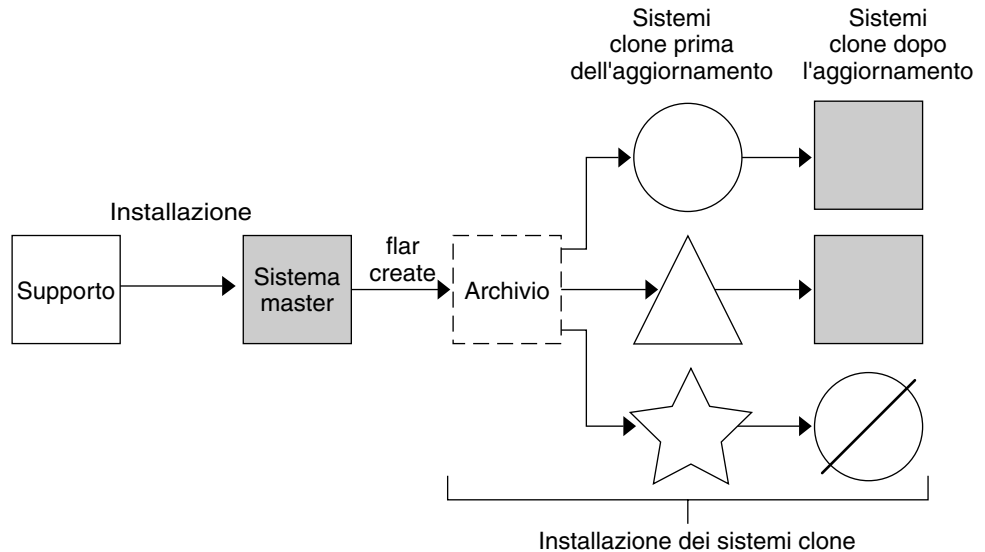 Sistemi
clone prima
dell'aggiornamento
Sistemi
clone dopo
l'aggiornamento
Installazione
Supporto
Sistema
master
flar
create
Archivio
Installazione dei sistemi clone